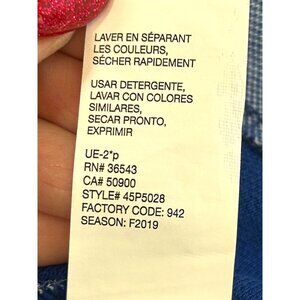 LAVER EN SÉPARANT
LES COULEURS,
SÉCHER RAPIDEMENT
USAR DETERGENTE,
LAVAR CON COLORES
SIMILARES,
SECAR PRONTO,
EXPRIMIR
UE-2*p
RN# 36543
CA# 50900
STYLE# 45P5028
FACTORY CODE: 942
SEASON: F2019